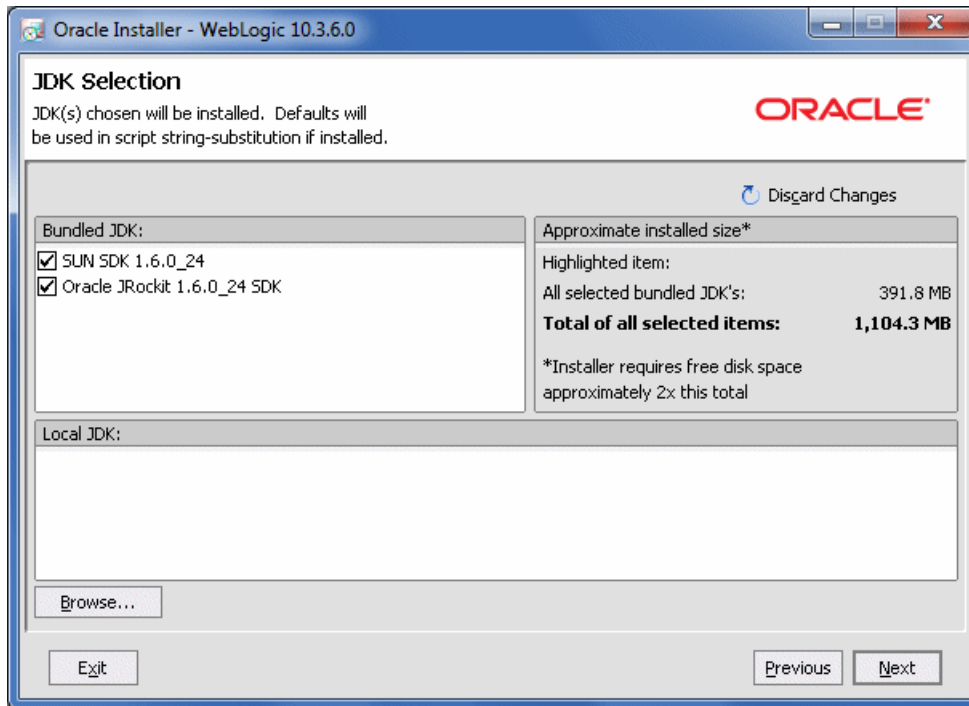 Oracle Installer - WebLogic 10.3.6.0
JDK Selection
JDK(s) chosen will be installed. Defaults will
be used in script string-substitution if installed.
ORACLE
Discard Changes
Bundled JDK:
SUN SDK 1.6.0_24
Oracle JRockit 1.6.0_24 SDK
Approximate installed size*
Highlighted item:
All selected bundled JDK's: 391.8 MB
Total of all selected items: 1,104.3 MB
*Installer requires free disk space
approximately 2x this total
Local JDK:
Browse...
Exit
Previous
Next